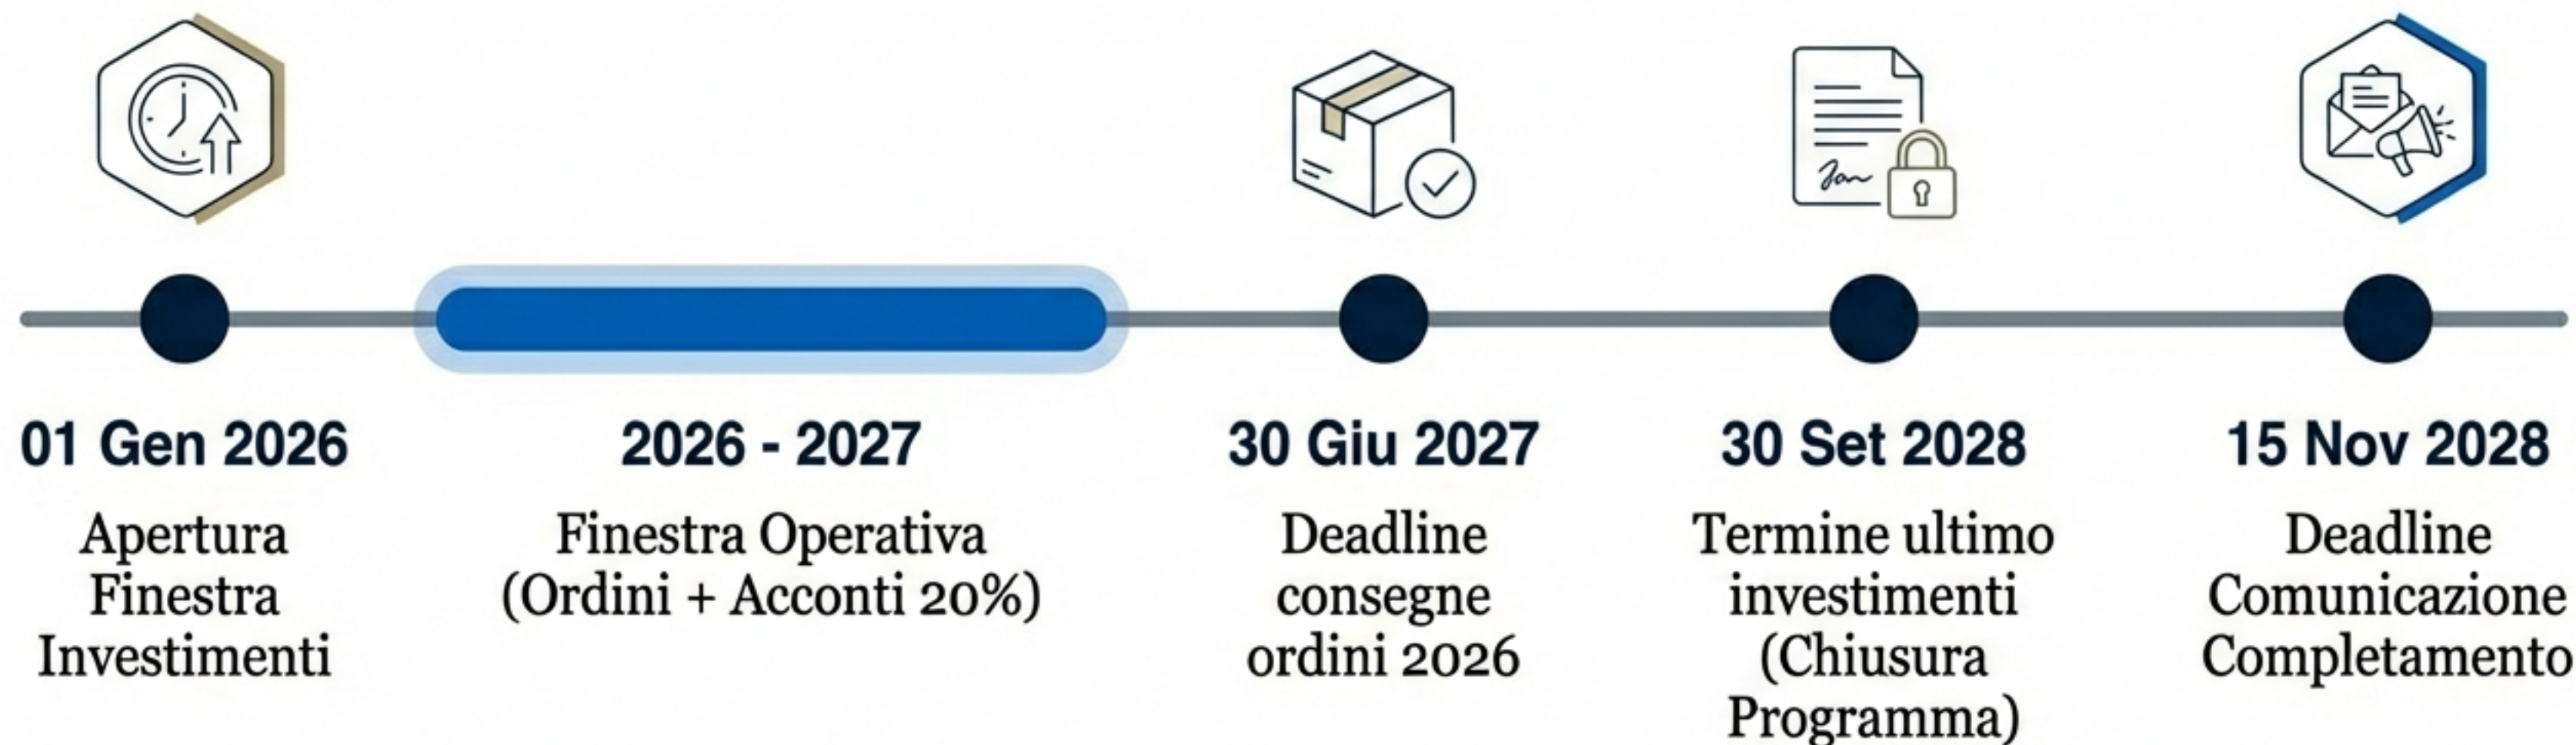 01 Gen 2026
Apertura
Finestra
Investimenti
2026 - 2027
Finestra Operativa
(Ordini + Acconti 20%)
30 Giu 2027
Deadline
consegne
ordini 2026
30 Set 2028
Termine ultimo
investimenti
(Chiusura
Programma)
15 Nov 2028
Deadline
Comunicazione
Completamento